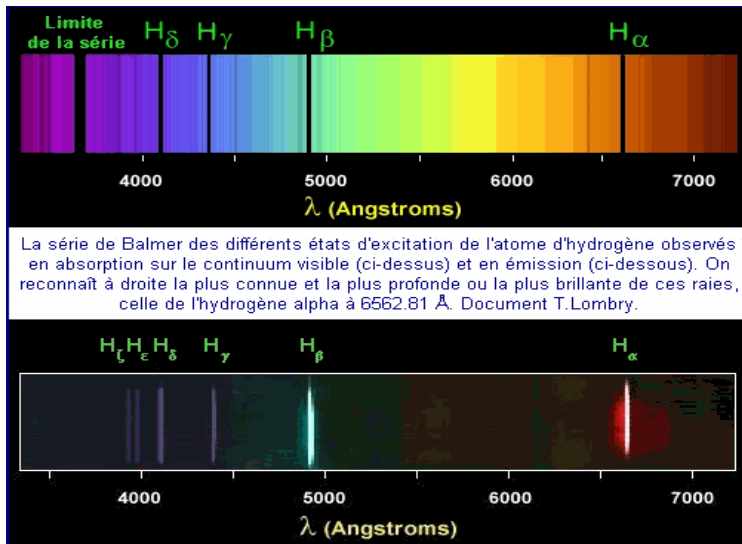 Limite
de la série
Hδ Hγ Hβ Hα
4000 5000 6000 7000
λ (Angstroms)
La série de Balmer des différents états d'excitation de l'atome d'hydrogène observés
en absorption sur le continuum visible (ci-dessus) et en émission (ci-dessous). On
reconnaît à droite la plus connue et la plus profonde ou la plus brillante de ces raies,
celle de l'hydrogène alpha à 6562.81 Å. Document T.Lombry.
Hζ Hε Hδ Hγ Hβ Hα
4000 5000 6000 7000
λ (Angstroms)